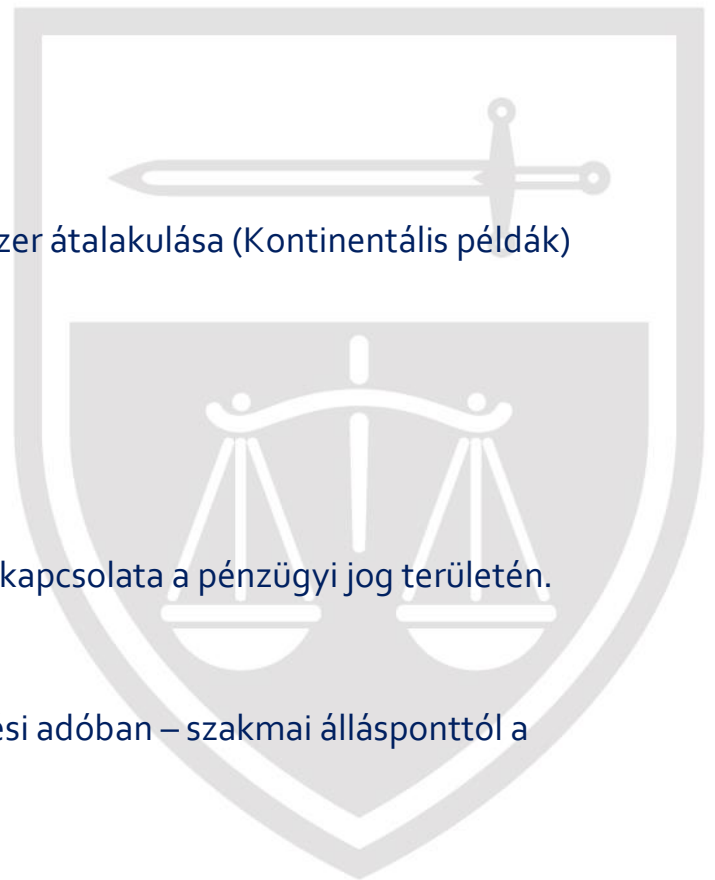 zer átalakulása (Kontinentális példák)
kapcsolata a pénzügyi jog területén.
esi adóban – szakmai állásponttól a